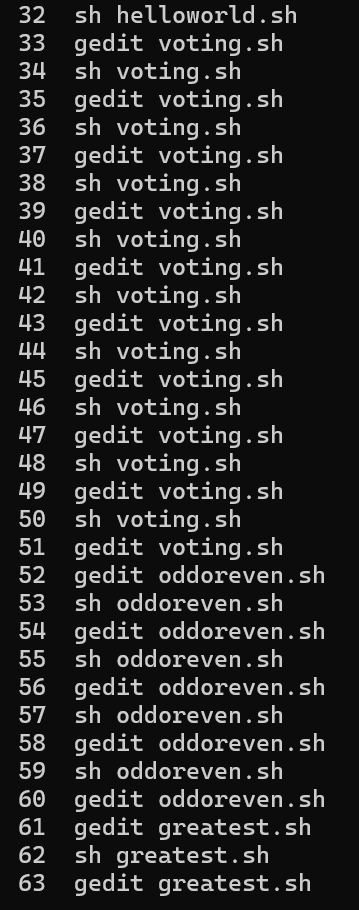 32  sh helloworld.sh
33  gedit voting.sh
34  sh voting.sh
35  gedit voting.sh
36  sh voting.sh
37  gedit voting.sh
38  sh voting.sh
39  gedit voting.sh
40  sh voting.sh
41  gedit voting.sh
42  sh voting.sh
43  gedit voting.sh
44  sh voting.sh
45  gedit voting.sh
46  sh voting.sh
47  gedit voting.sh
48  sh voting.sh
49  gedit voting.sh
50  sh voting.sh
51  gedit voting.sh
52  gedit oddoreven.sh
53  sh oddoreven.sh
54  gedit oddoreven.sh
55  sh oddoreven.sh
56  gedit oddoreven.sh
57  sh oddoreven.sh
58  gedit oddoreven.sh
59  sh oddoreven.sh
60  gedit oddoreven.sh
61  gedit greatest.sh
62  sh greatest.sh
63  gedit greatest.sh